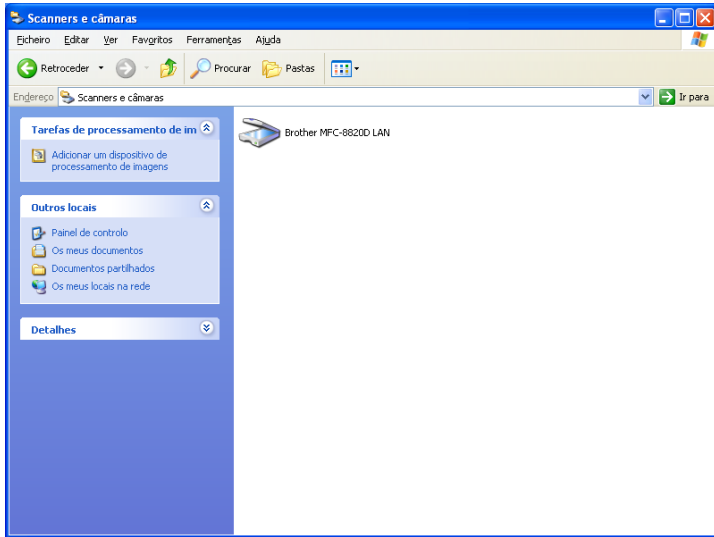 Scanners e câmaras
Ficheiro Editar Ver Favoritos Ferramentas Ajuda
Retroceder Procurar Pastas
Endereço Scanners e câmaras Ir para
Tarefas de processamento de im
Adicionar um dispositivo de
processamento de imagens
Outros locais
Painel de controlo
Os meus documentos
Documentos partilhados
Os meus locais na rede
Detalhes
Brother MFC-8820D LAN